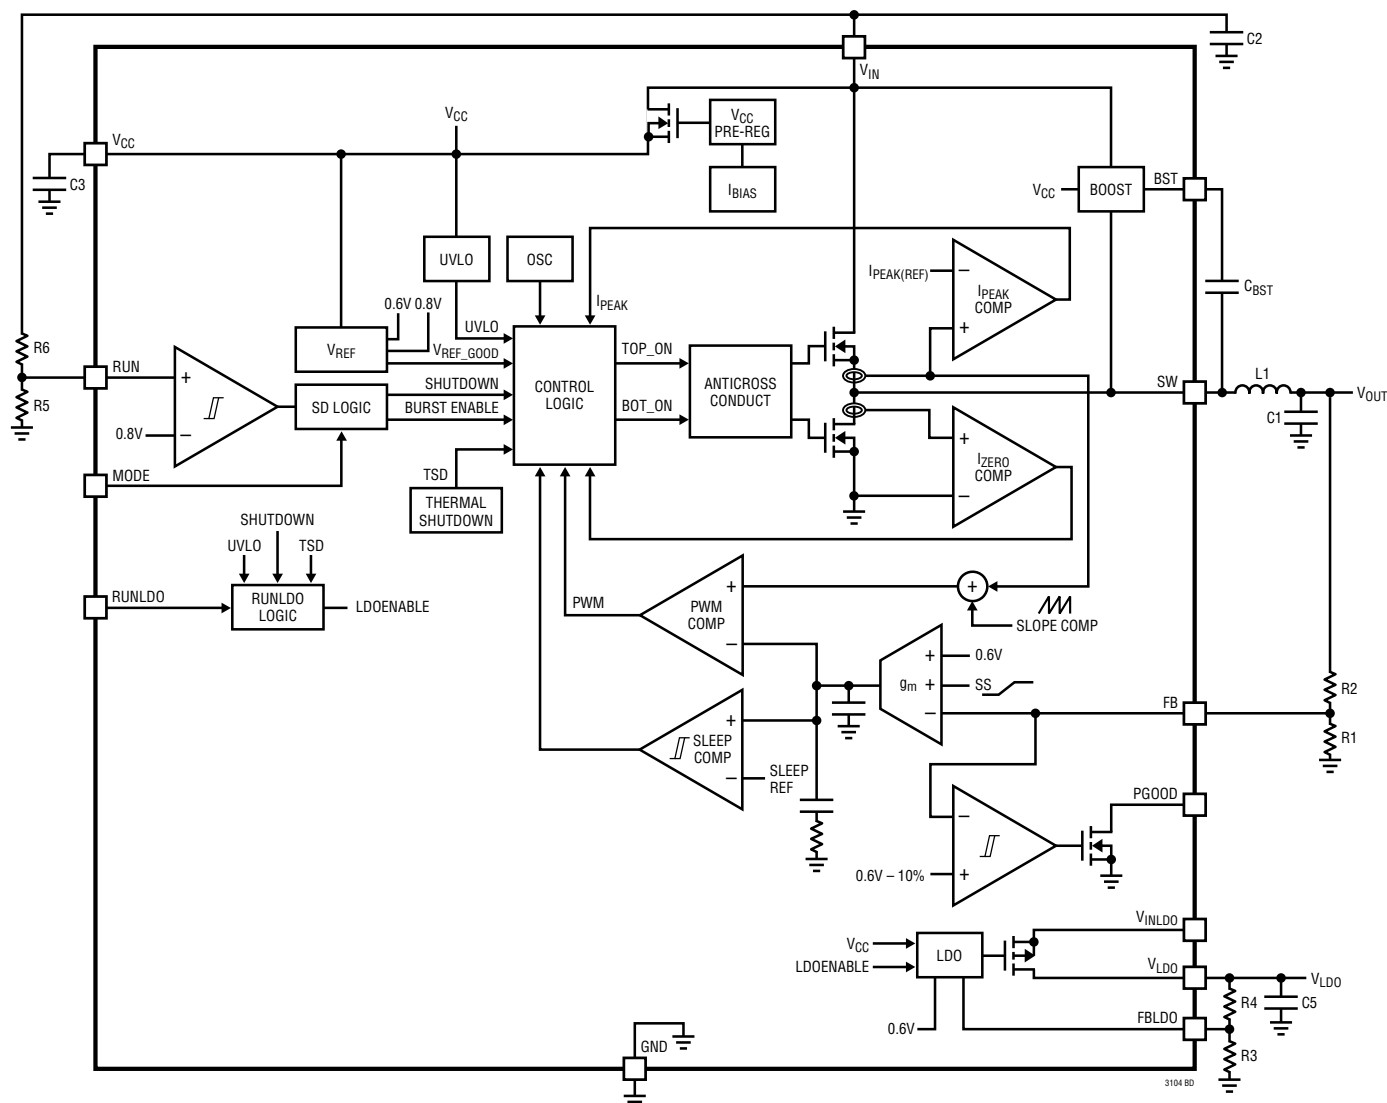 C2
VIN
VCC
VCC
VCC
PRE-REG
IBIAS
C3
VCC
BOOST
BST
UVLO
OSC
IPEAK
IPEAK(REF)
–
IPEAK
COMP
+
CBST
0.6V 0.8V
VREF
UVLO
VREF_GOOD
R6
RUN
+
–
0.8V
SD LOGIC
SHUTDOWN
BURST ENABLE
CONTROL
LOGIC
TOP_ON
BOT_ON
ANTICROSS
CONDUCT
SW
L1
VOUT
C1
R5
+
IZERO
COMP
–
MODE
TSD
THERMAL
SHUTDOWN
SHUTDOWN
UVLO
TSD
RUNLDO
RUNLDO
LOGIC
LDOENABLE
PWM
+
PWM
COMP
–
+
SLOPE COMP
gm
+
0.6V
+
SS
–
FB
R2
R1
+
SLEEP
COMP
–
SLEEP
REF
PGOOD
–
+
0.6V – 10%
VINLDO
VCC
LDOENABLE
LDO
VLDO
VLDO
R4
C5
0.6V
FBLDO
R3
GND
3104 BD